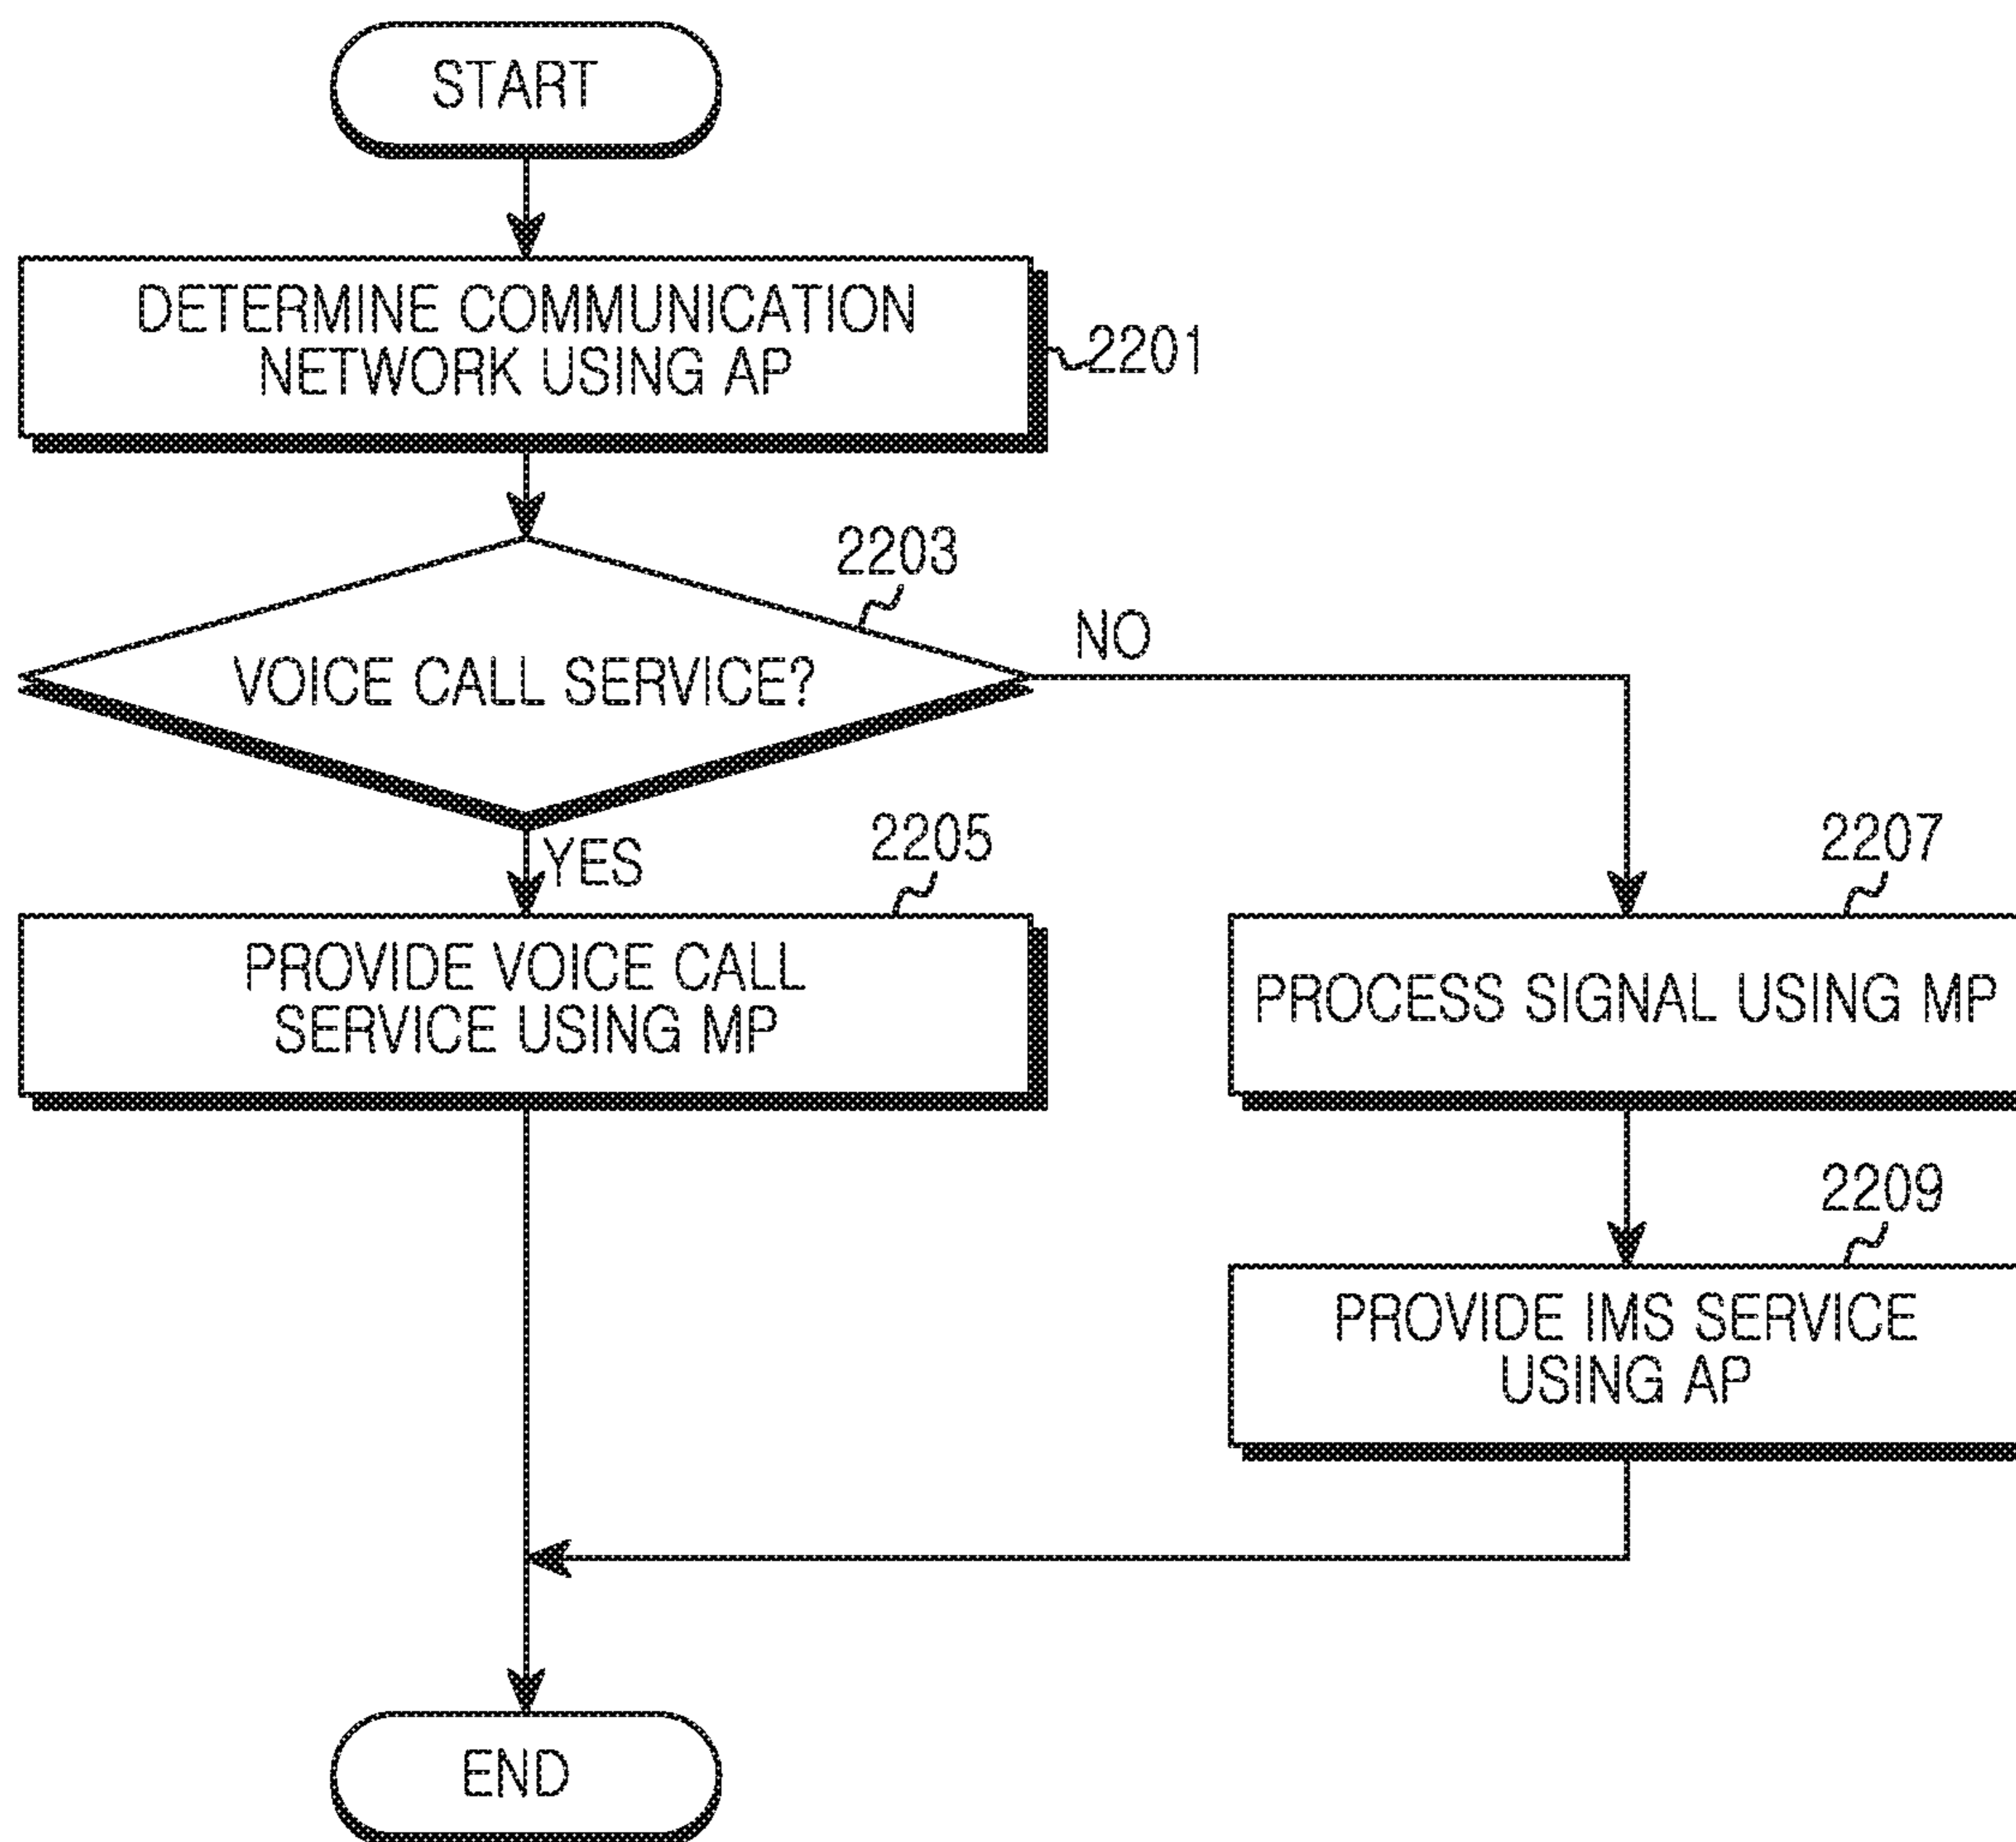 START
DETERMINE COMMUNICATION
NETWORK USING AP
2201
2203
VOICE CALL SERVICE?
NO
YES
2205
PROVIDE VOICE CALL
SERVICE USING MP
2207
PROCESS SIGNAL USING MP
2209
PROVIDE IMS SERVICE
USING AP
END